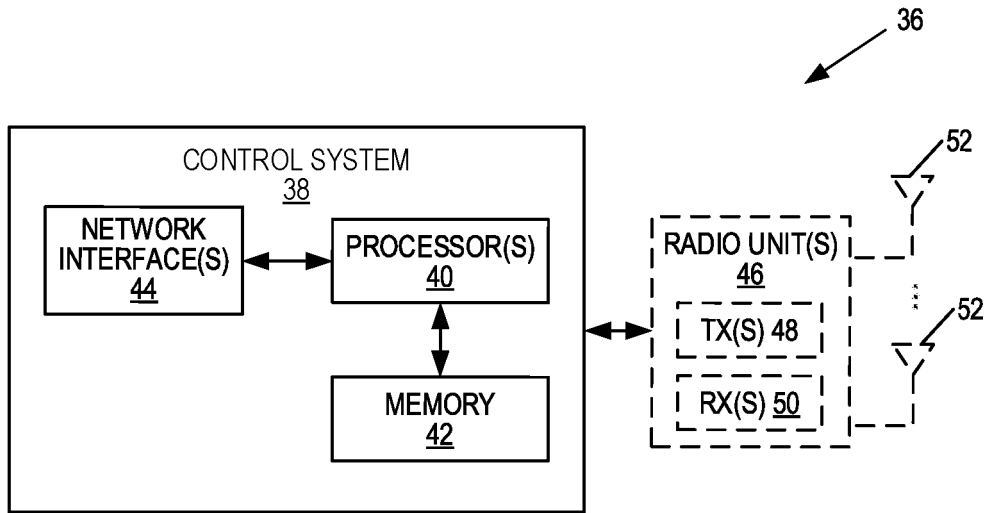 36
CONTROL SYSTEM
38
NETWORK
INTERFACE(S)
44
PROCESSOR(S)
40
MEMORY
42
RADIO UNIT(S)
46
TX(S) 48
RX(S) 50
52
52